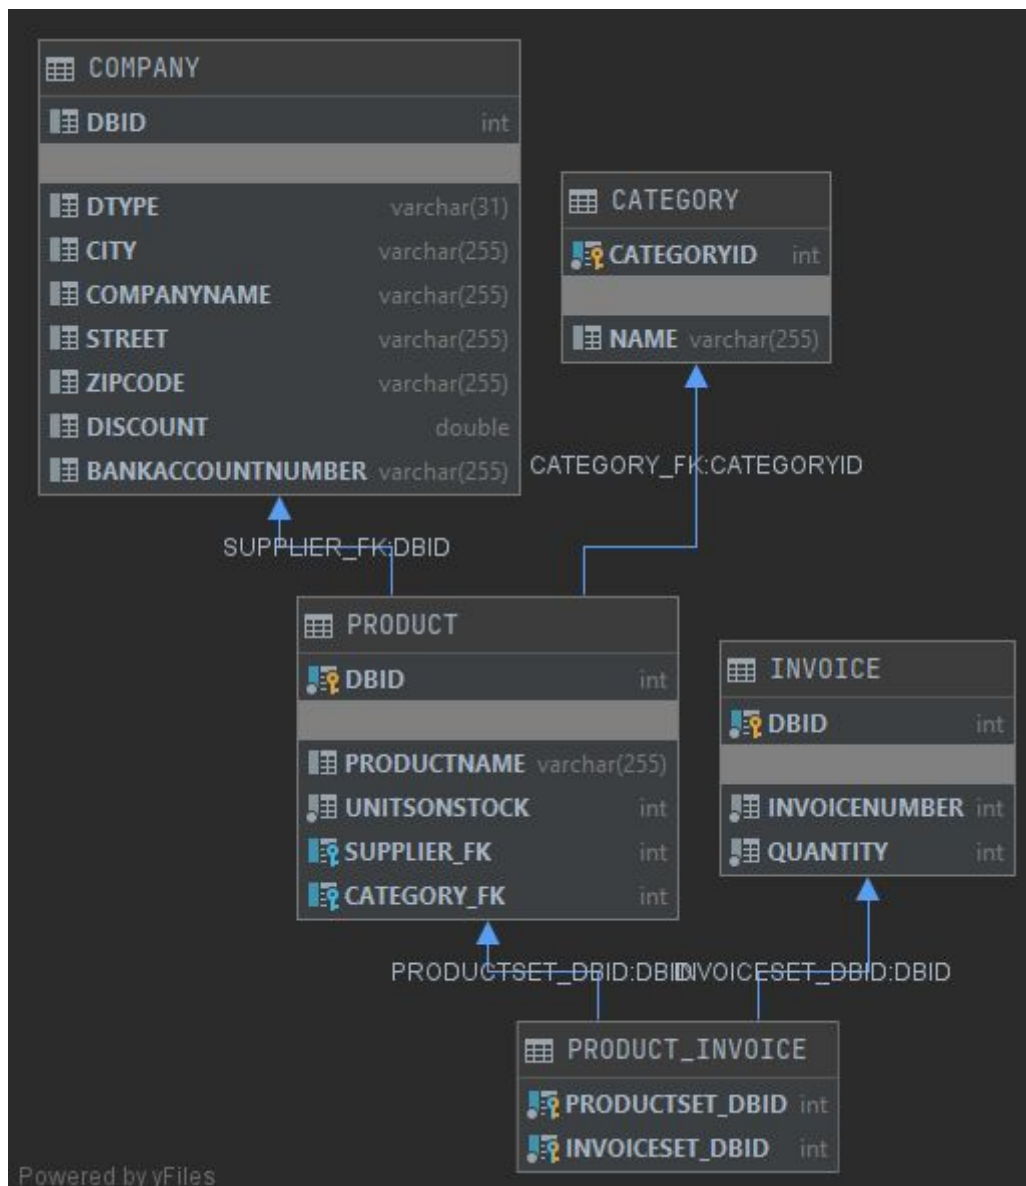 COMPANY
DBID int
DTYPE varchar(31)
CITY varchar(255)
COMPANYNAME varchar(255)
STREET varchar(255)
ZIPCODE varchar(255)
DISCOUNT double
BANKACCOUNTNUMBER varchar(255)
CATEGORY
CATEGORYID int
NAME varchar(255)
CATEGORY_FK:CATEGORYID
SUPPLIER_FK:DBID
PRODUCT
DBID int
PRODUCTNAME varchar(255)
UNITSONSTOCK int
SUPPLIER_FK int
CATEGORY_FK int
INVOICE
DBID int
INVOICENUMBER int
QUANTITY int
PRODUCTSET_DBID:DBID
INVOICESET_DBID:DBID
PRODUCT_INVOICE
PRODUCTSET_DBID int
INVOICESET_DBID int
Powered by yFiles